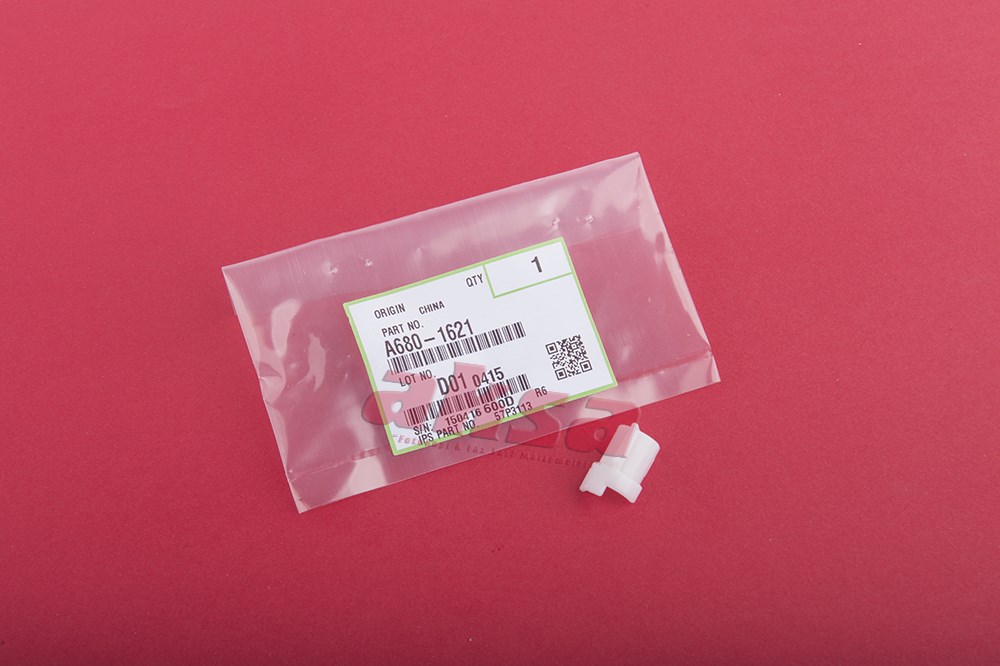 QTY 1
ORIGIN CHINA
PART NO.
A680-1621
LOT NO.
D01 0415
S/N: 150416 600D R6
IPS PART NO. 57P3113